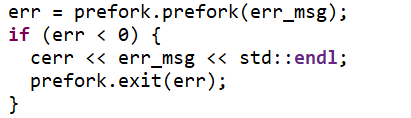 err = prefork.prefork(err_msg);
if (err < 0) {
  cerr << err_msg << std::endl;
  prefork.exit(err);
}